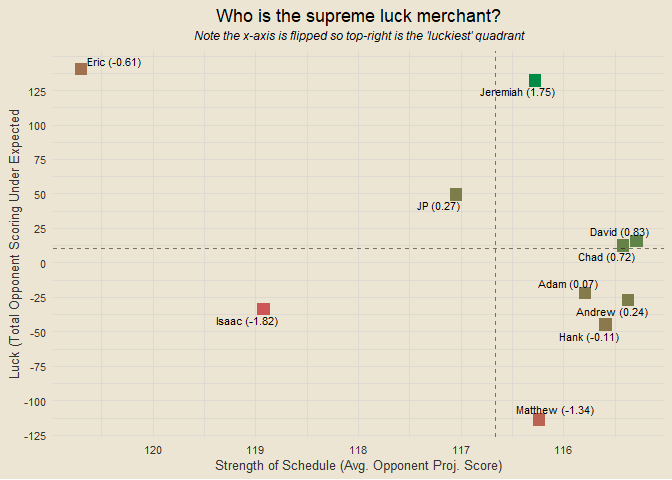 Who is the supreme luck merchant?
Note the x-axis is flipped so top-right is the 'luckiest' quadrant
Luck (Total Opponent Scoring Under Expected
125
100
75
50
25
0
-25
-50
-75
-100
-125
Eric (-0.61)
Jeremiah (1.75)
JP (0.27)
David (0.83)
Chad (0.72)
Adam (0.07)
Andrew (0.24)
Isaac (-1.82)
Hank (-0.11)
Matthew (-1.34)
120
119
118
117
116
Strength of Schedule (Avg. Opponent Proj. Score)